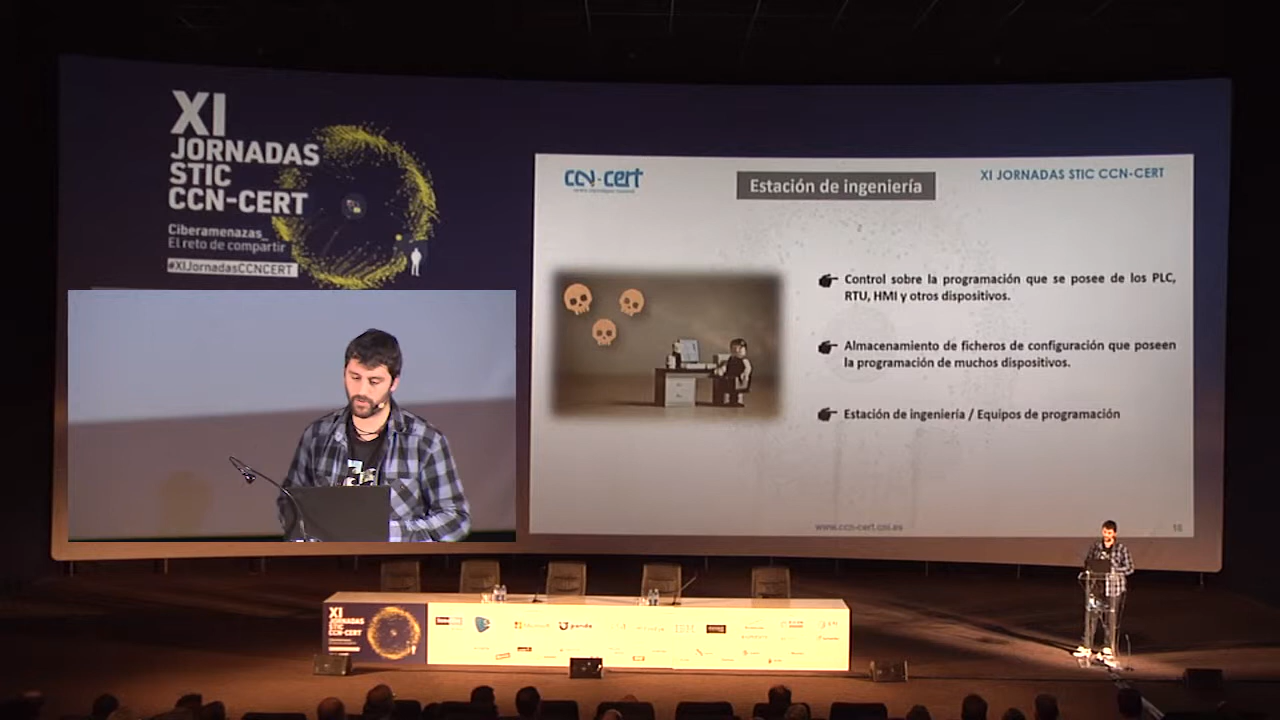 XI
JORNADAS
STIC
CCN-CERT
Ciberamenazas_
El reto de compartir
#XIJornadasCCNCERT
ccn-cert
Estación de ingeniería
XI JORNADAS STIC CCN-CERT
Control sobre la programación que se posee de los PLC,
RTU, HMI y otros dispositivos.
Almacenamiento de ficheros de configuración que poseen
la programación de muchos dispositivos.
Estación de ingeniería / Equipos de programación
www.ccn-cert.cni.es
XI
JORNADAS
STIC
CCN-CERT
Microsoft
panda